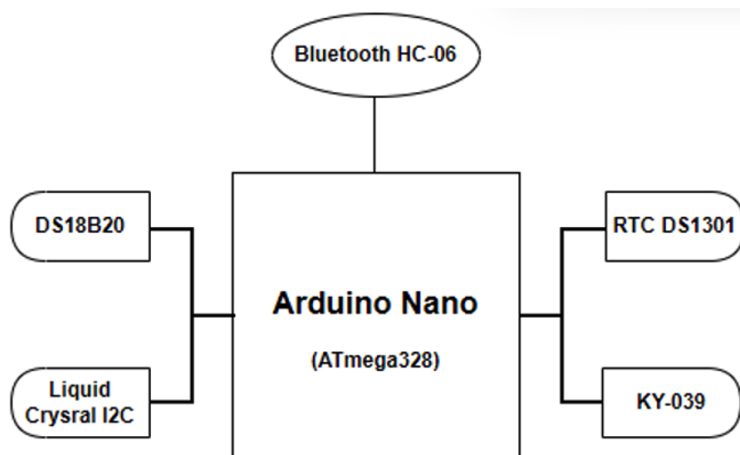 Bluetooth HC-06
DS18B20
RTC DS1301
Arduino Nano
(ATmega328)
Liquid
Crysral I2C
KY-039